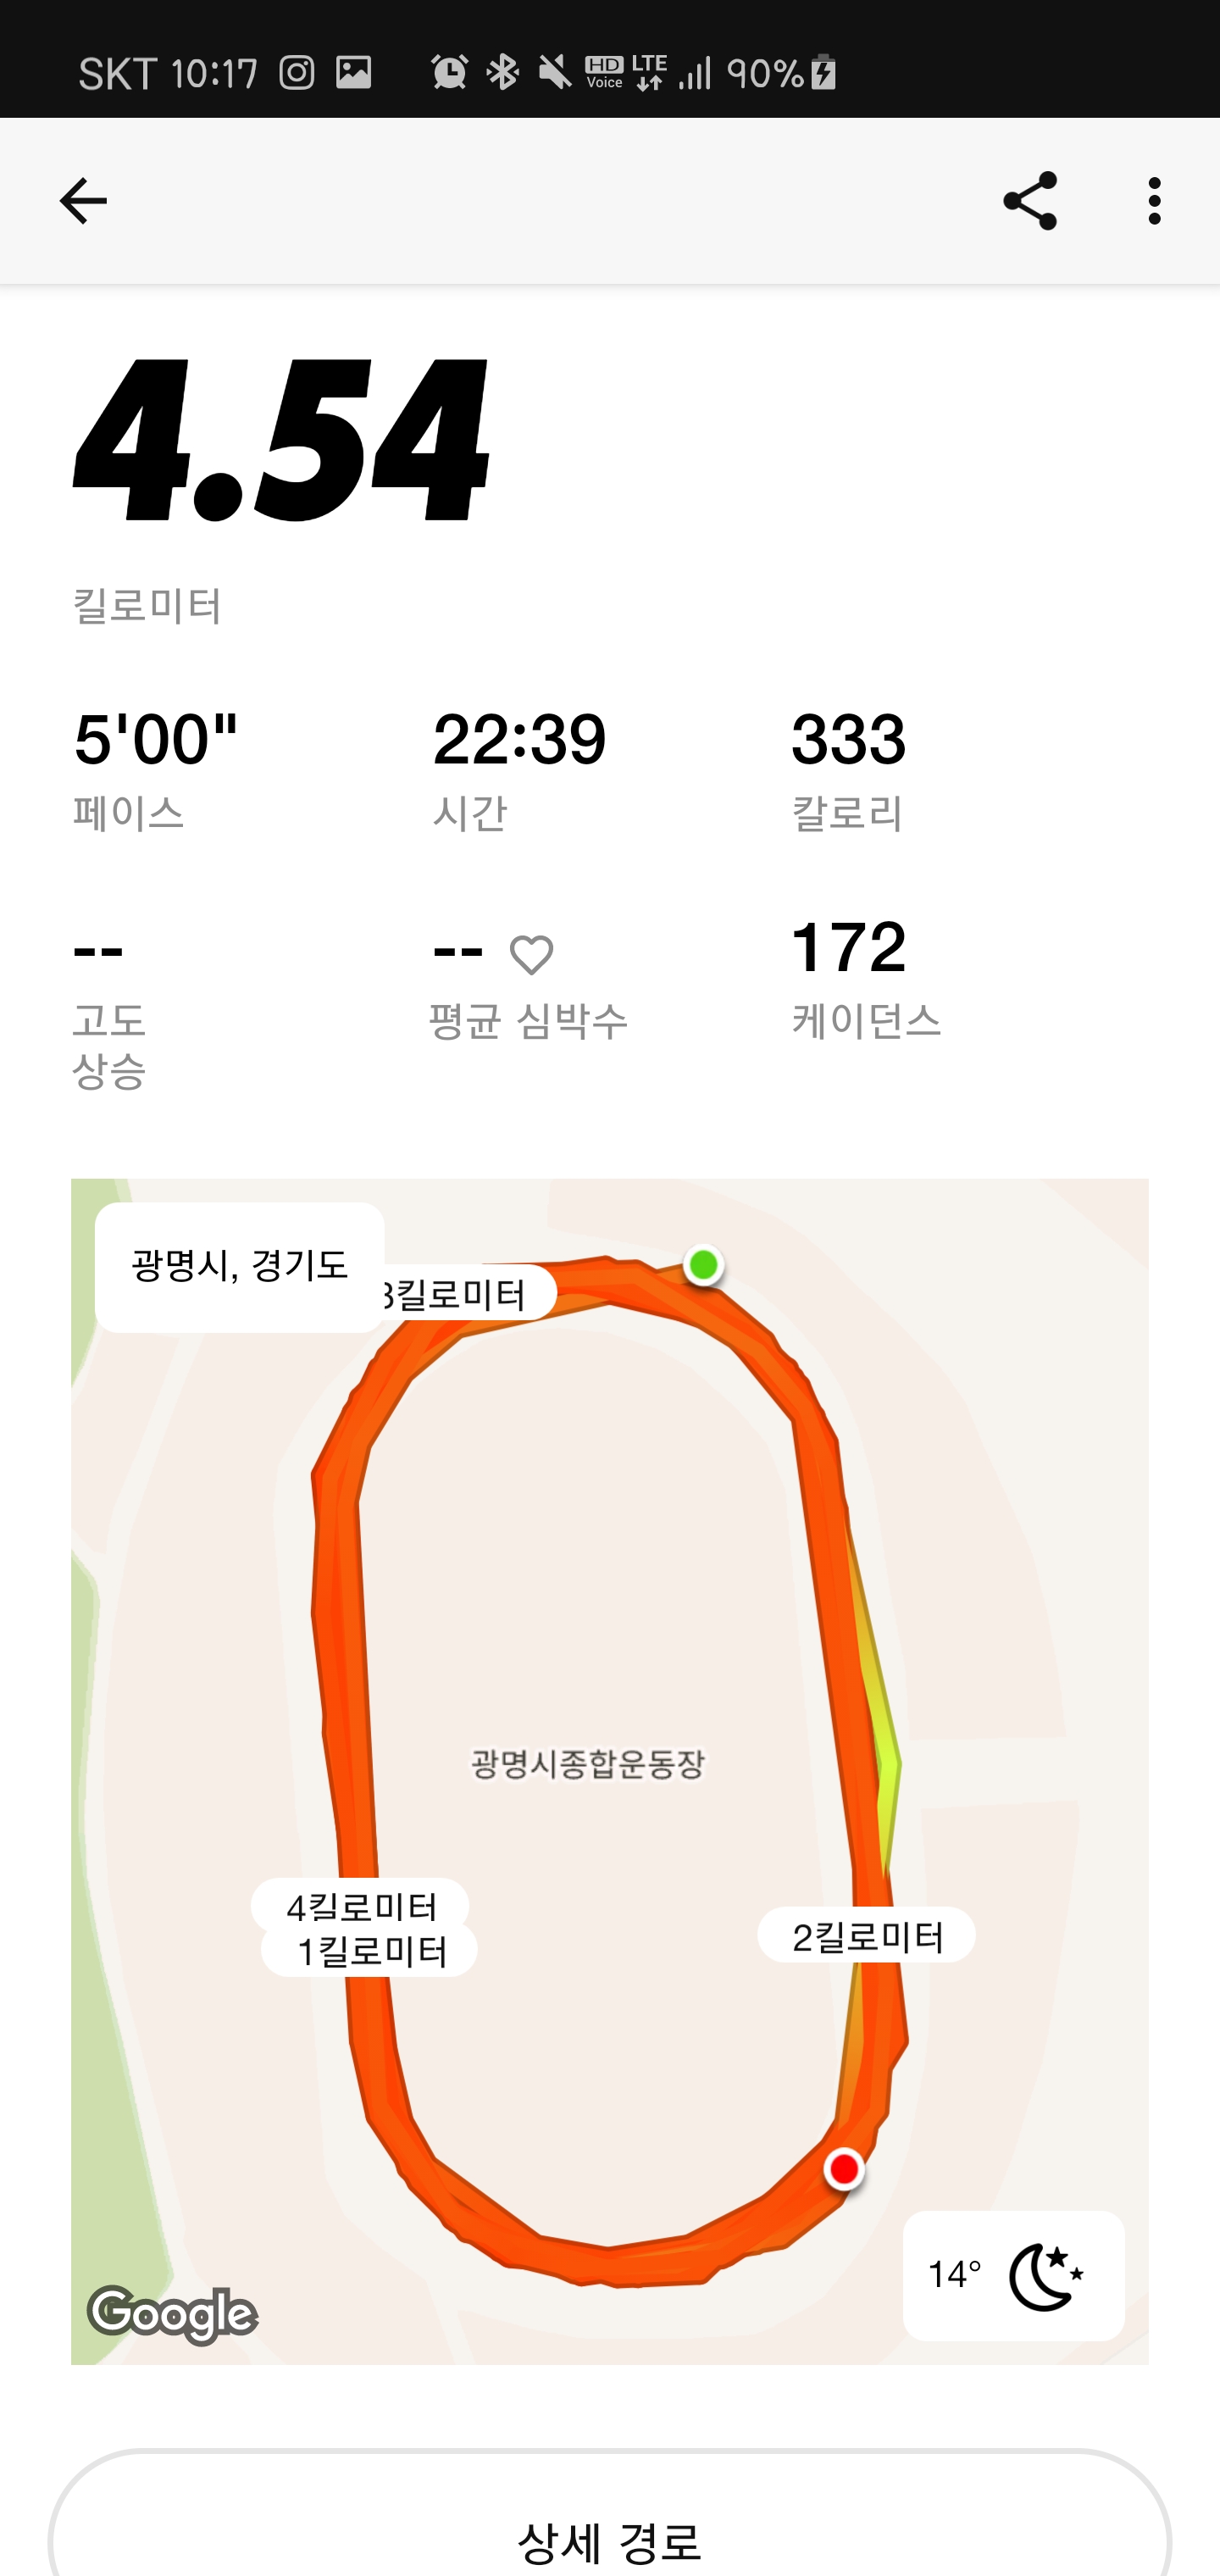 SKT 10:17 HD Voice LTE 90%
4.54
킬로미터
5'00" 22:39 333
페이스 시간 칼로리
-- -- 172
고도 평균 심박수 케이던스
상승
광명시, 경기도
3킬로미터
광명시종합운동장
4킬로미터
1킬로미터
2킬로미터
14°
Google
상세 경로